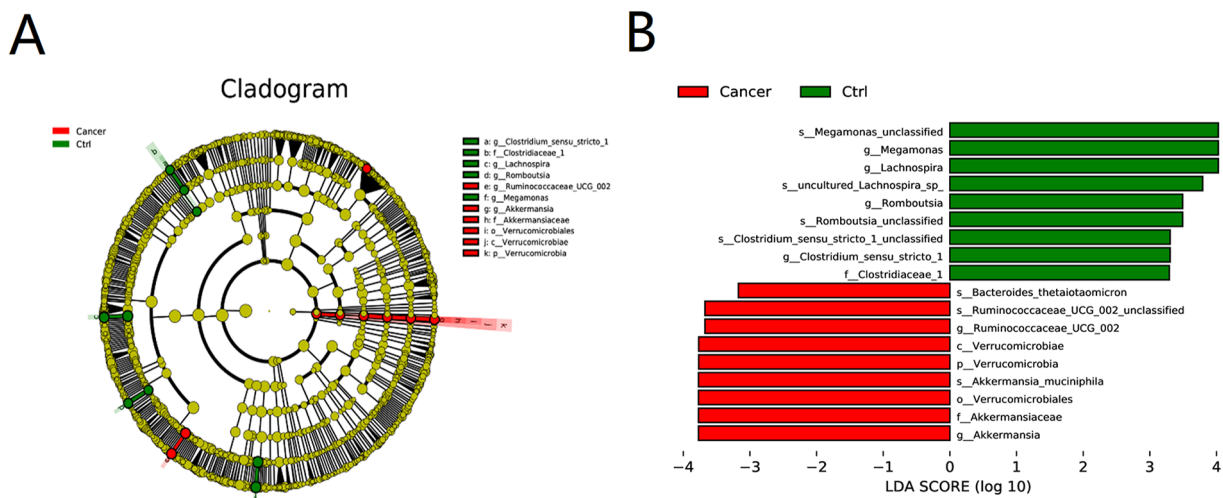 A
Cladogram
Cancer
Ctrl
a: g__Clostridium_sensu_stricto_1
b: f__Clostridiaceae_1
c: g__Lachnospira
d: g__Romboutsia
e: g__Ruminococcaceae_UCG_002
f: g__Megamonas
g: g__Akkermansia
h: f__Akkermansiaceae
i: o__Verrucomicrobiales
j: c__Verrucomicrobiae
k: p__Verrucomicrobia
b
h i j k
B
Cancer Ctrl
s__Megamonas_unclassified
g__Megamonas
g__Lachnospira
s__uncultured_Lachnospira_sp_
g__Romboutsia
s__Romboutsia_unclassified
s__Clostridium_sensu_stricto_1_unclassified
g__Clostridium_sensu_stricto_1
f__Clostridiaceae_1
s__Bacteroides_thetaiotaomicron
s__Ruminococcaceae_UCG_002_unclassified
g__Ruminococcaceae_UCG_002
c__Verrucomicrobiae
p__Verrucomicrobia
s__Akkermansia_muciniphila
o__Verrucomicrobiales
f__Akkermansiaceae
g__Akkermansia
−4 −3 −2 −1 0 1 2 3 4
LDA SCORE (log 10)